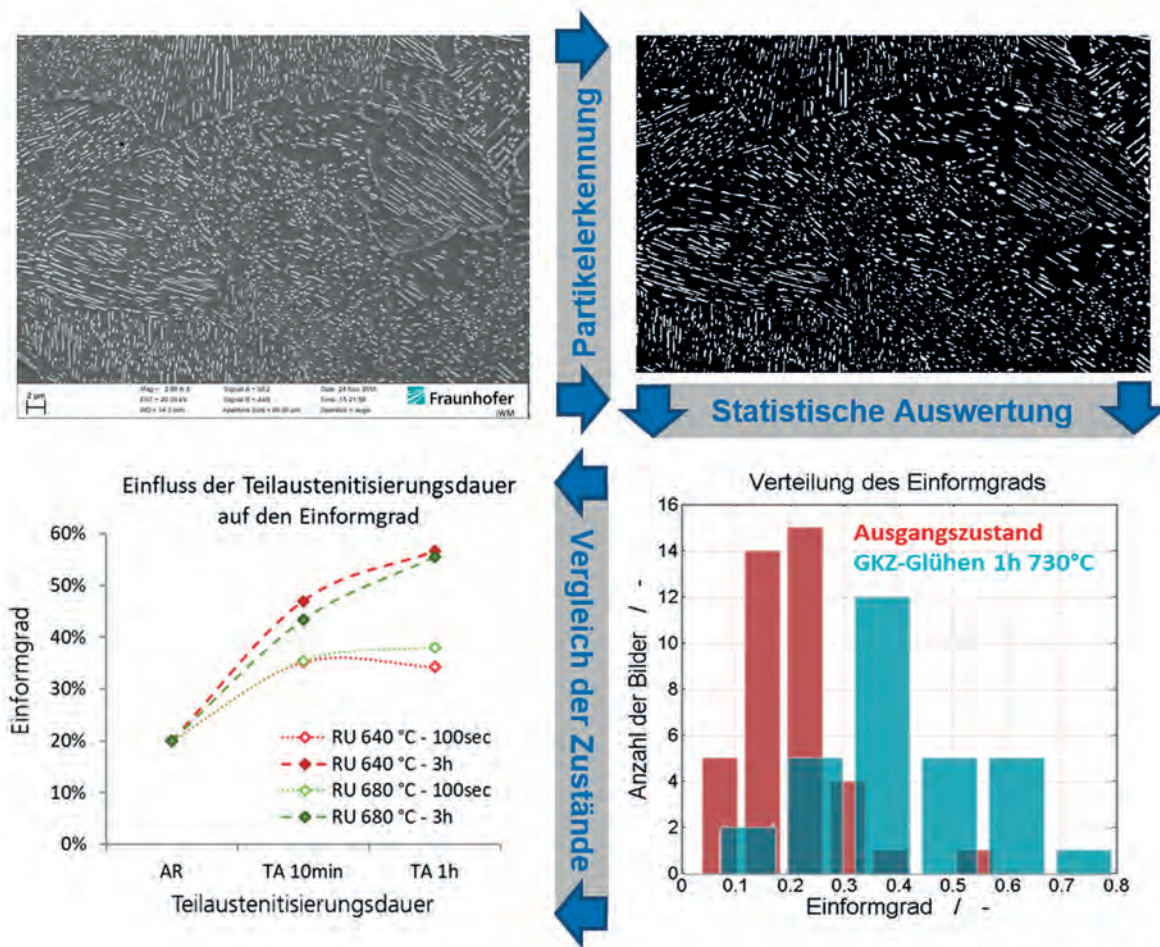 Partikelerkennung
2 µm
Fraunhofer
IWM
Statistische Auswertung
Einfluss der Teilaustenitisierungsdauer
auf den Einformgrad
60%
50%
40%
30%
20%
10%
0%
Einformgrad
RU 640 °C - 100sec
RU 640 °C - 3h
RU 680 °C - 100sec
RU 680 °C - 3h
AR
TA 10min
TA 1h
Teilaustenitisierungsdauer
Vergleich der Zustände
Verteilung des Einformgrads
Ausgangszustand
GKZ-Glühen 1h 730°C
16
14
12
10
8
6
4
2
0
Anzahl der Bilder / -
0 0.1 0.2 0.3 0.4 0.5 0.6 0.7 0.8
Einformgrad / -